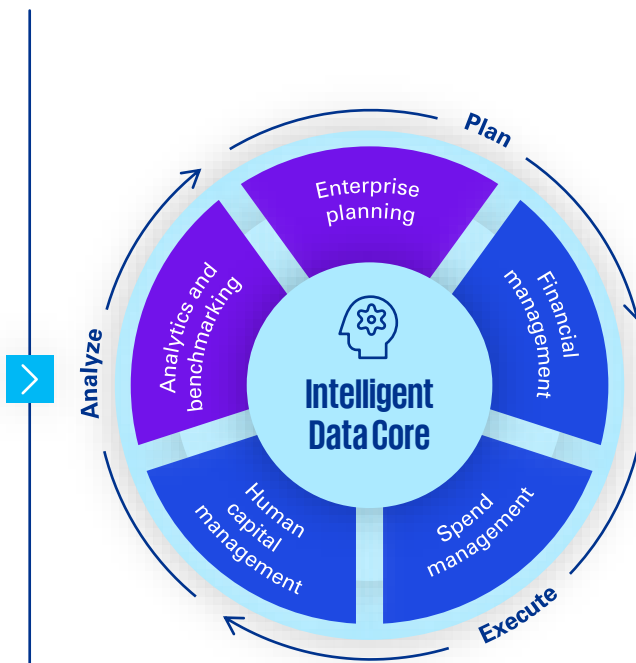 Plan
Enterprise
planning
Financial
management
Analytics and
benchmarking
Analyze
Intelligent
Data Core
Human
capital
management
Spend
management
Execute